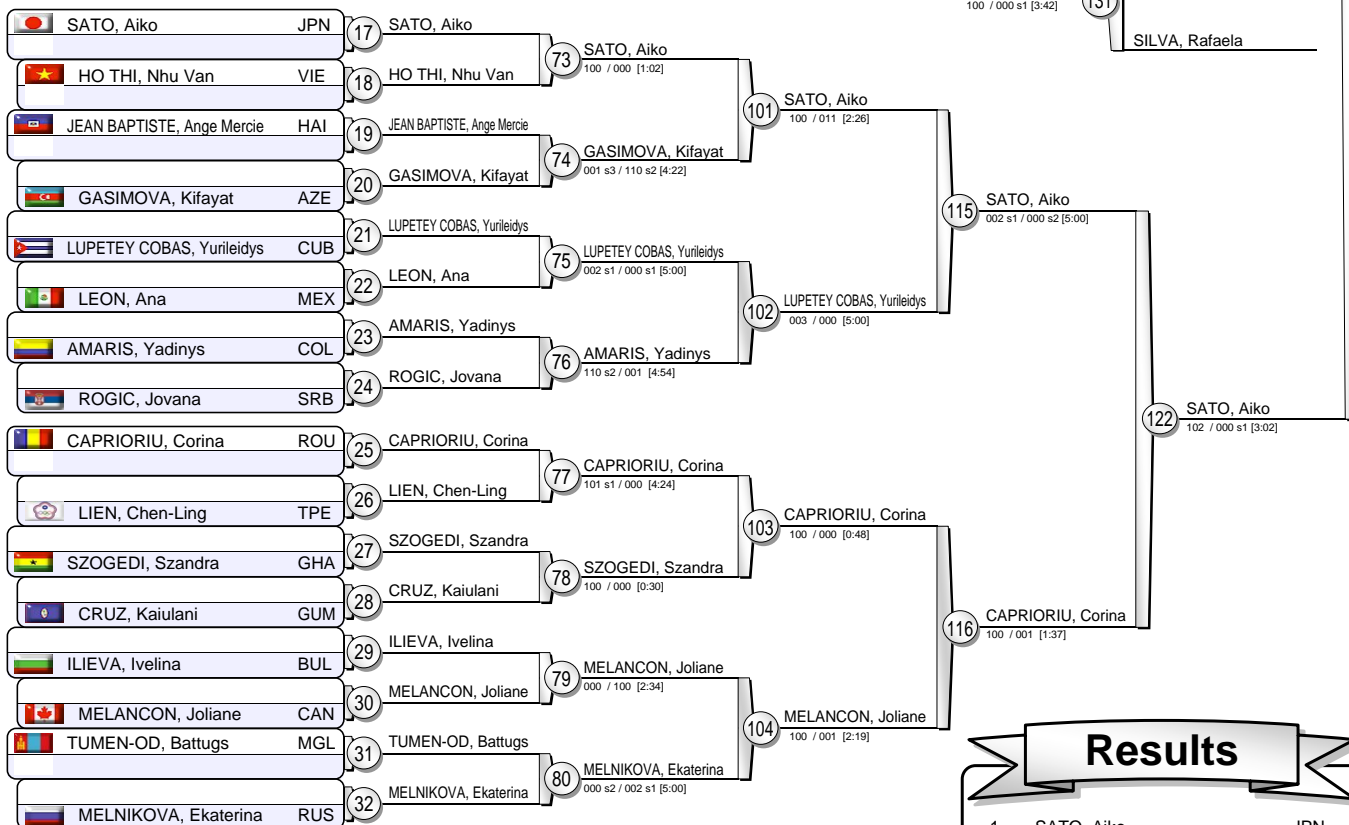 100 / 000 s1 [3:42]
131
SILVA, Rafaela
SATO, Aiko JPN
HO THI, Nhu Van VIE
JEAN BAPTISTE, Ange Mercie HAI
GASIMOVA, Kifayat AZE
LUPETEY COBAS, Yurileidys CUB
LEON, Ana MEX
AMARIS, Yadinys COL
ROGIC, Jovana SRB
CAPRIORIU, Corina ROU
LIEN, Chen-Ling TPE
SZOGEDI, Szandra GHA
CRUZ, Kaiulani GUM
ILIEVA, Ivelina BUL
MELANCON, Joliane CAN
TUMEN-OD, Battugs MGL
MELNIKOVA, Ekaterina RUS
17 SATO, Aiko
18 HO THI, Nhu Van
19 JEAN BAPTISTE, Ange Mercie
20 GASIMOVA, Kifayat
21 LUPETEY COBAS, Yurileidys
22 LEON, Ana
23 AMARIS, Yadinys
24 ROGIC, Jovana
25 CAPRIORIU, Corina
26 LIEN, Chen-Ling
27 SZOGEDI, Szandra
28 CRUZ, Kaiulani
29 ILIEVA, Ivelina
30 MELANCON, Joliane
31 TUMEN-OD, Battugs
32 MELNIKOVA, Ekaterina
73 SATO, Aiko
100 / 000 [1:02]
74 GASIMOVA, Kifayat
001 s3 / 110 s2 [4:22]
75 LUPETEY COBAS, Yurileidys
002 s1 / 000 s1 [5:00]
76 AMARIS, Yadinys
110 s2 / 001 [4:54]
77 CAPRIORIU, Corina
101 s1 / 000 [4:24]
78 SZOGEDI, Szandra
100 / 000 [0:30]
79 MELANCON, Joliane
000 / 100 [2:34]
80 MELNIKOVA, Ekaterina
000 s2 / 002 s1 [5:00]
101 SATO, Aiko
100 / 011 [2:26]
102 LUPETEY COBAS, Yurileidys
003 / 000 [5:00]
103 CAPRIORIU, Corina
100 / 000 [0:48]
104 MELANCON, Joliane
100 / 001 [2:19]
115 SATO, Aiko
002 s1 / 000 s2 [5:00]
116 CAPRIORIU, Corina
100 / 001 [1:37]
122 SATO, Aiko
102 / 000 s1 [3:02]
Results
1 SATO, Aiko JPN